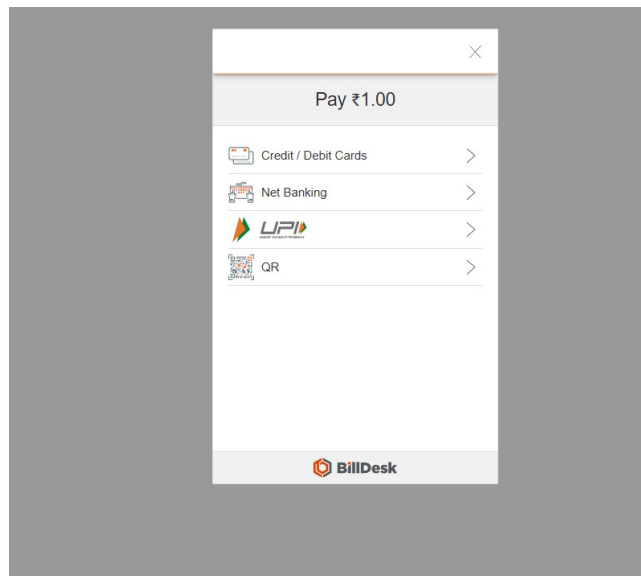 Pay ₹1.00
Credit / Debit Cards
Net Banking
UPI
QR
BillDesk